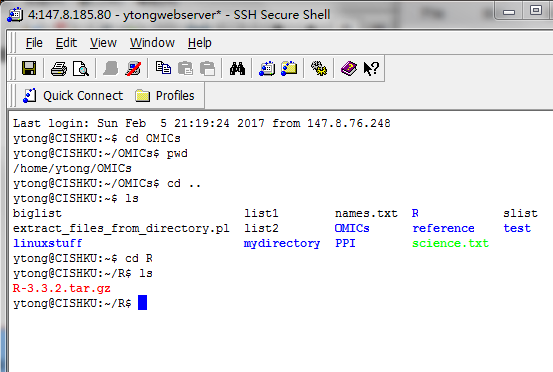 4:147.8.185.80 - ytongwebserver* - SSH Secure Shell
File Edit View Window Help
Quick Connect Profiles
Last login: Sun Feb  5 21:19:24 2017 from 147.8.76.248
ytong@CISHKU:~$ cd OMICs
ytong@CISHKU:~/OMICs$ pwd
/home/ytong/OMICs
ytong@CISHKU:~/OMICs$ cd ..
ytong@CISHKU:~$ ls
biglist list1 names.txt R slist
extract_files_from_directory.pl list2 OMICs reference test
linuxstuff mydirectory PPI science.txt
ytong@CISHKU:~$ cd R
ytong@CISHKU:~/R$ ls
R-3.3.2.tar.gz
ytong@CISHKU:~/R$